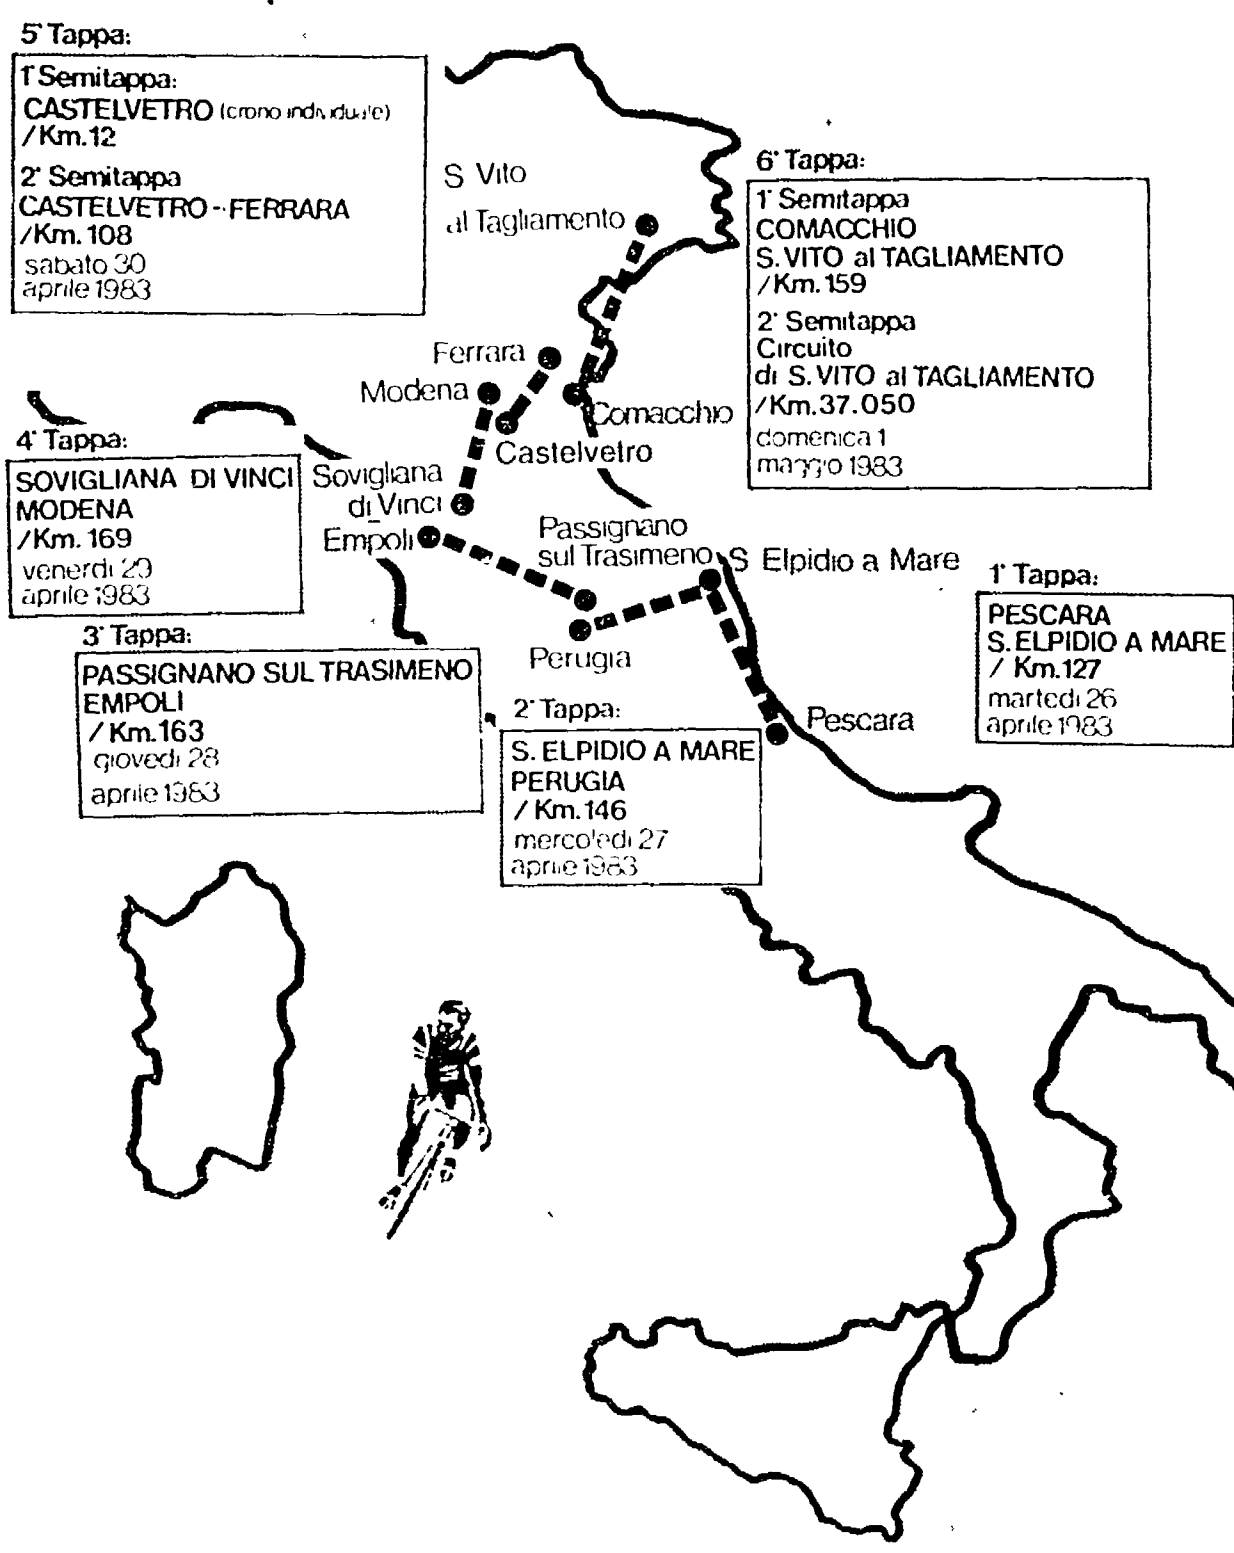 5ª Tappa:
1ª Semitappa:
CASTELVETRO (crono individuale)
/Km.12
2ª Semitappa
CASTELVETRO - FERRARA
/Km. 108
sabato 30
aprile 1983
S Vito
al Tagliamento
6ª Tappa:
1ª Semitappa
COMACCHIO
S. VITO al TAGLIAMENTO
/Km. 159
2ª Semitappa
Circuito
di S. VITO al TAGLIAMENTO
/Km.37.050
domenica 1
maggio 1983
Ferrara
Modena
Comacchio
Castelvetro
4ª Tappa:
SOVIGLIANA DI VINCI
MODENA
/Km. 169
venerdi 29
aprile 1983
Sovigliana
di Vinci
Empoli
Passignano
sul Trasimeno
S Elpidio a Mare
1ª Tappa:
PESCARA
S. ELPIDIO A MARE
/ Km.127
martedi 26
aprile 1983
3ª Tappa:
PASSIGNANO SUL TRASIMENO
EMPOLI
/ Km.163
giovedi 28
aprile 1983
Perugia
2ª Tappa:
S. ELPIDIO A MARE
PERUGIA
/ Km.146
mercoledi 27
aprile 1983
Pescara